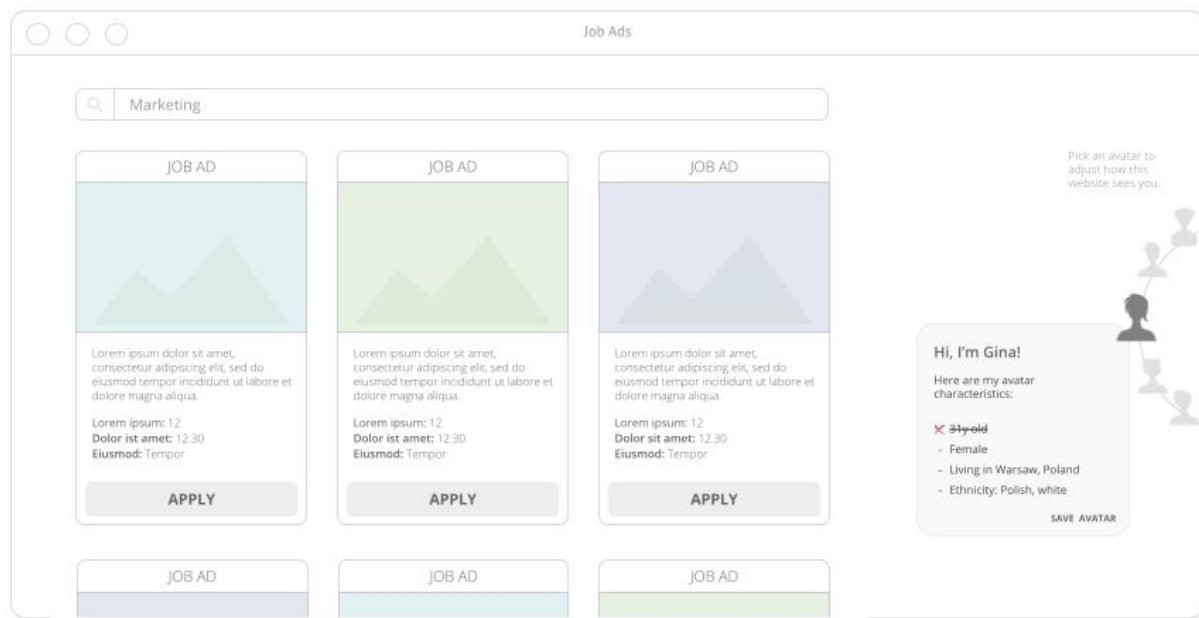 Job Ads
Marketing
JOB AD
JOB AD
JOB AD
Lorem ipsum dolor sit amet,
consectetur adipiscing elit, sed do
eiusmod tempor incididunt ut labore et
dolore magna aliqua.
Lorem ipsum: 12
Dolor ist amet: 12.30
Eiusmod: Tempor
APPLY
Lorem ipsum dolor sit amet,
consectetur adipiscing elit, sed do
eiusmod tempor incididunt ut labore et
dolore magna aliqua.
Lorem ipsum: 12
Dolor ist amet: 12.30
Eiusmod: Tempor
APPLY
Lorem ipsum dolor sit amet,
consectetur adipiscing elit, sed do
eiusmod tempor incididunt ut labore et
dolore magna aliqua.
Lorem ipsum: 12
Dolor sit amet: 12.30
Eiusmod: Tempor
APPLY
JOB AD
JOB AD
JOB AD
Pick an avatar to
adjust how this
website sees you.
Hi, I'm Gina!
Here are my avatar
characteristics:
31y old
- Female
- Living in Warsaw, Poland
- Ethnicity: Polish, white
SAVE AVATAR